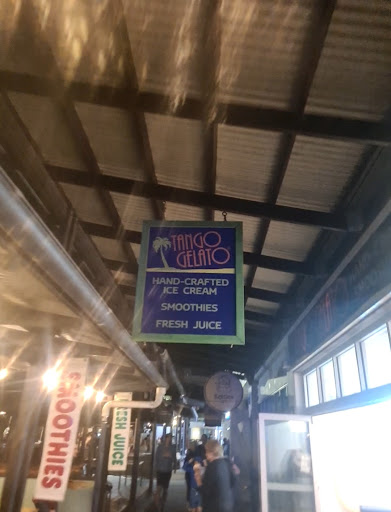 TANGO
GELATO
HAND-CRAFTED
ICE CREAM
SMOOTHIES
FRESH JUICE
SMOOTHIES
FRESH JUICE